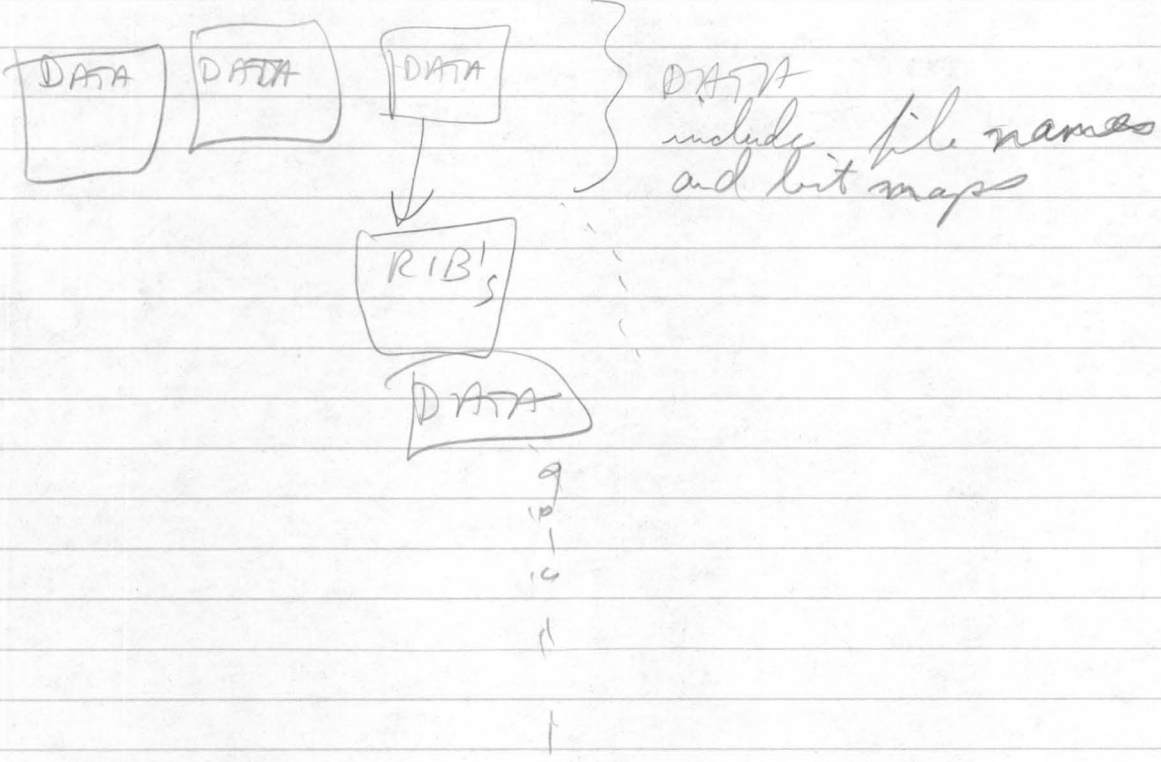 DATA DATA DATA
DATA
include file names
and bit maps
RIB's
DATA